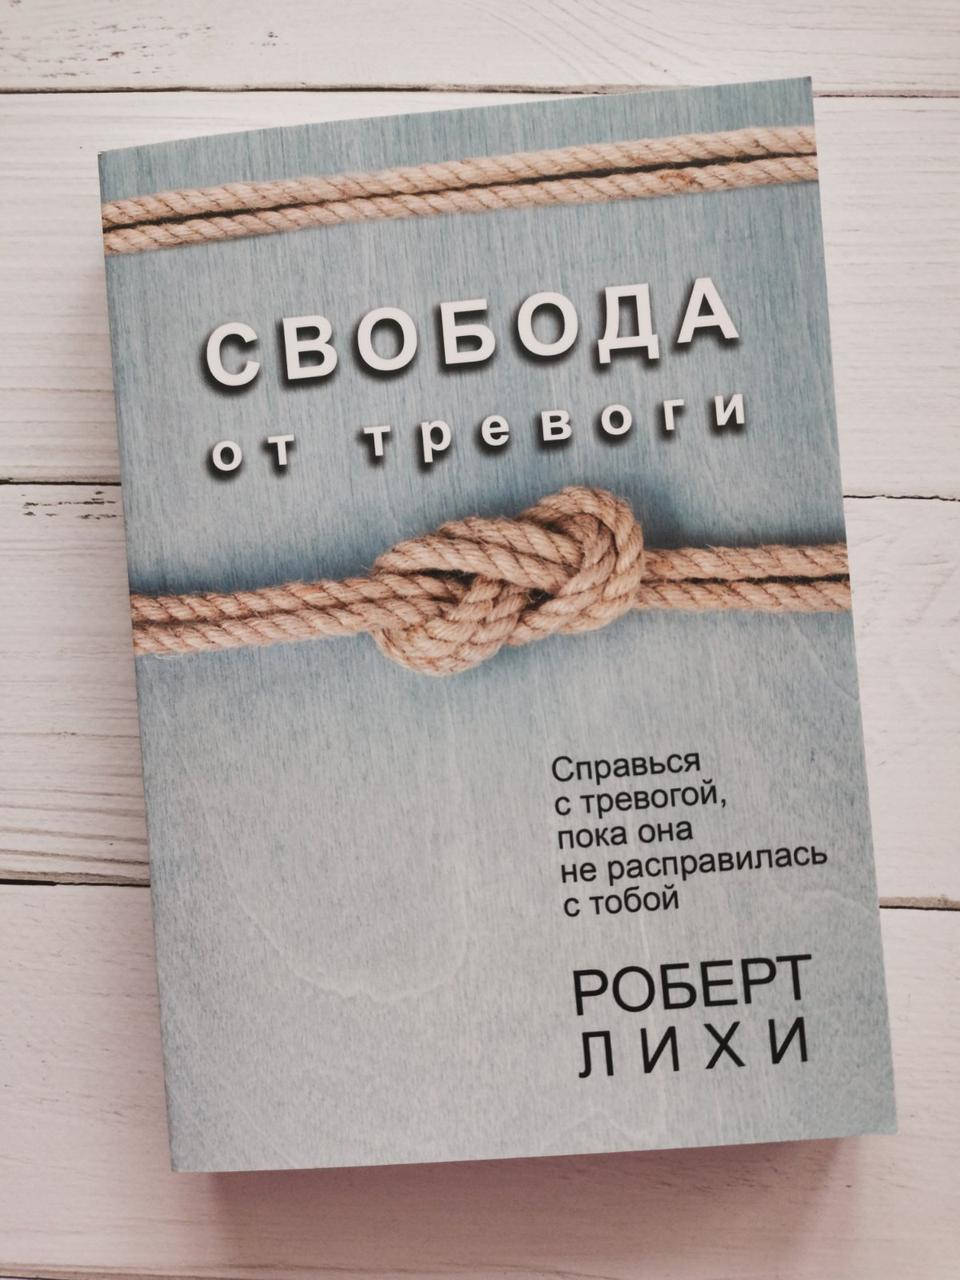 СВОБОДА
от тревоги
Справься
с тревогой,
пока она
не расправилась
с тобой
РОБЕРТ
ЛИХИ